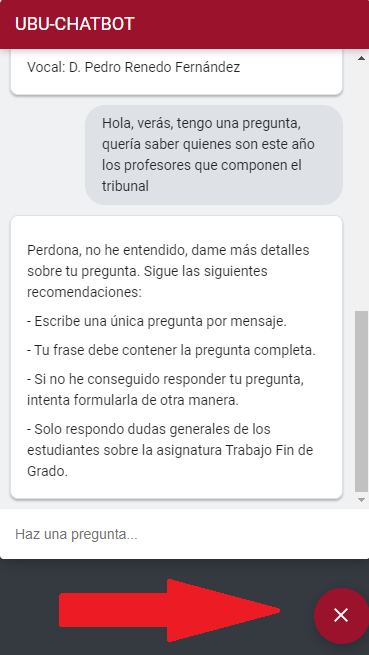 UBU-CHATBOT
Vocal: D. Pedro Renedo Fernández
Hola, verás, tengo una pregunta,
quería saber quienes son este año
los profesores que componen el
tribunal
Perdona, no he entendido, dame más detalles
sobre tu pregunta. Sigue las siguientes
recomendaciones:
- Escribe una única pregunta por mensaje.
- Tu frase debe contener la pregunta completa.
- Si no he conseguido responder tu pregunta,
intenta formularla de otra manera.
- Solo respondo dudas generales de los
estudiantes sobre la asignatura Trabajo Fin de
Grado.
Haz una pregunta...